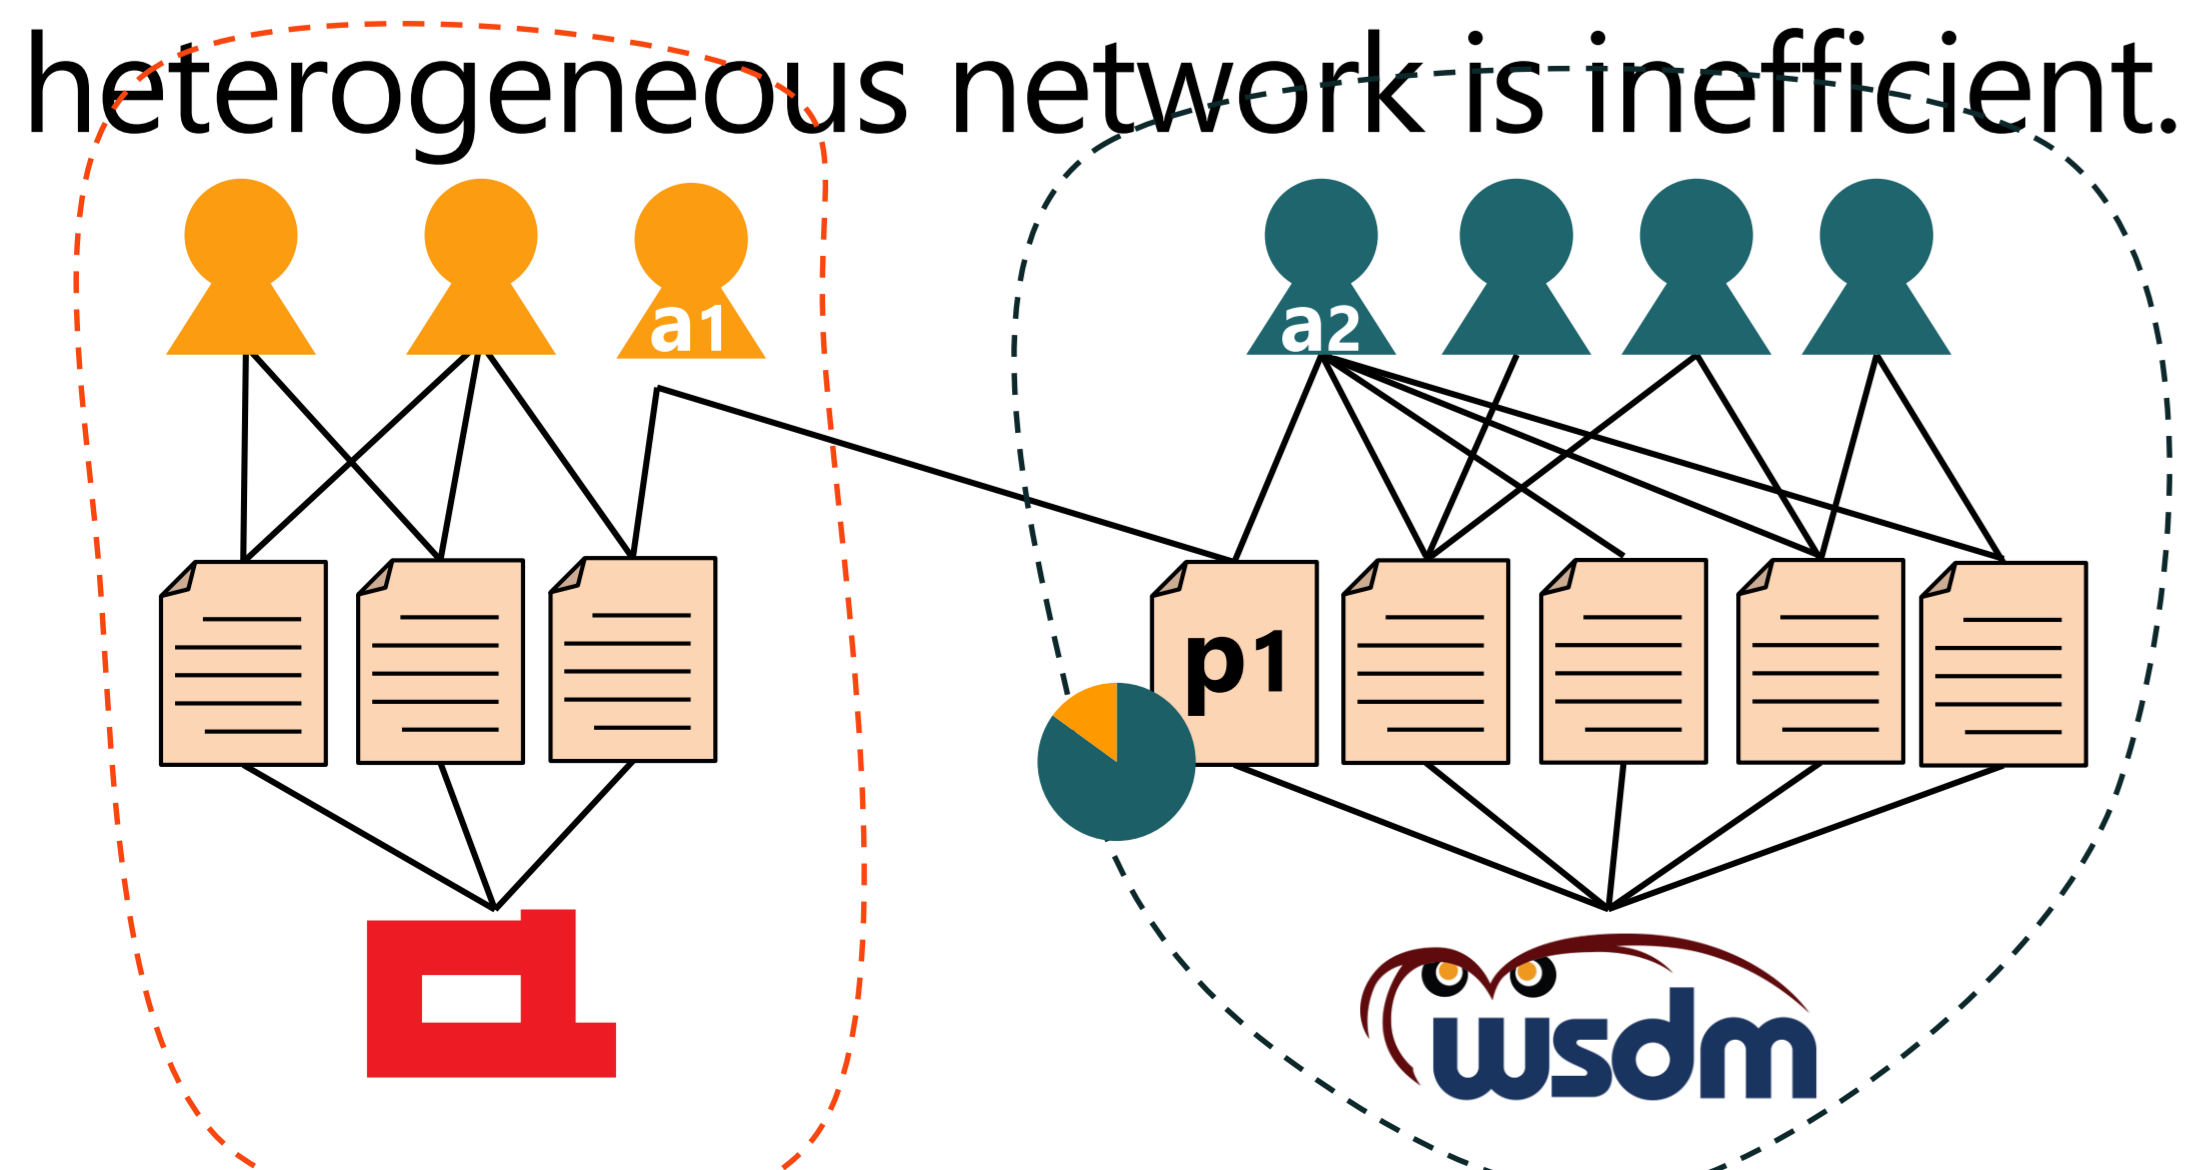 heterogeneous network is inefficient.
a1
a2
p1
wsdm